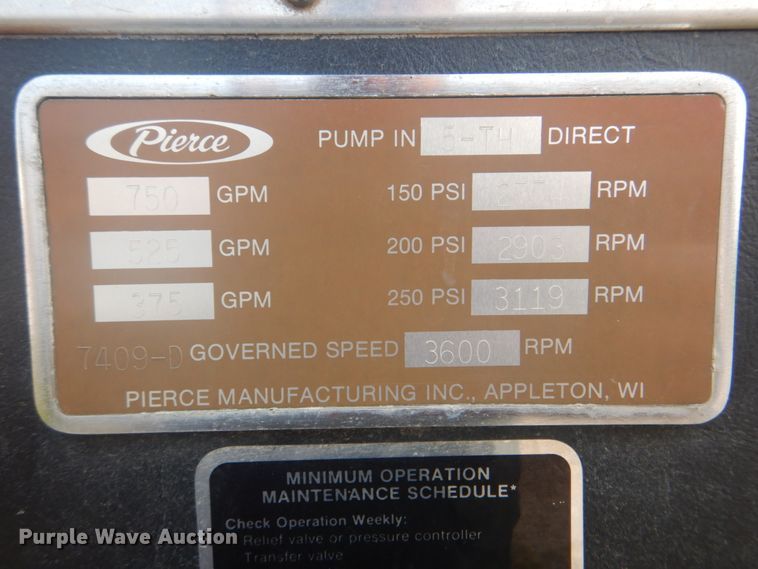 Pierce PUMP IN 5-TH DIRECT
750 GPM 150 PSI RPM
525 GPM 200 PSI 2903 RPM
375 GPM 250 PSI 3119 RPM
7409-D GOVERNED SPEED 3600 RPM
PIERCE MANUFACTURING INC., APPLETON, WI
MINIMUM OPERATION
MAINTENANCE SCHEDULE*
Check Operation Weekly:
Relief valve or pressure controller
Transfer valve
Purple Wave Auction